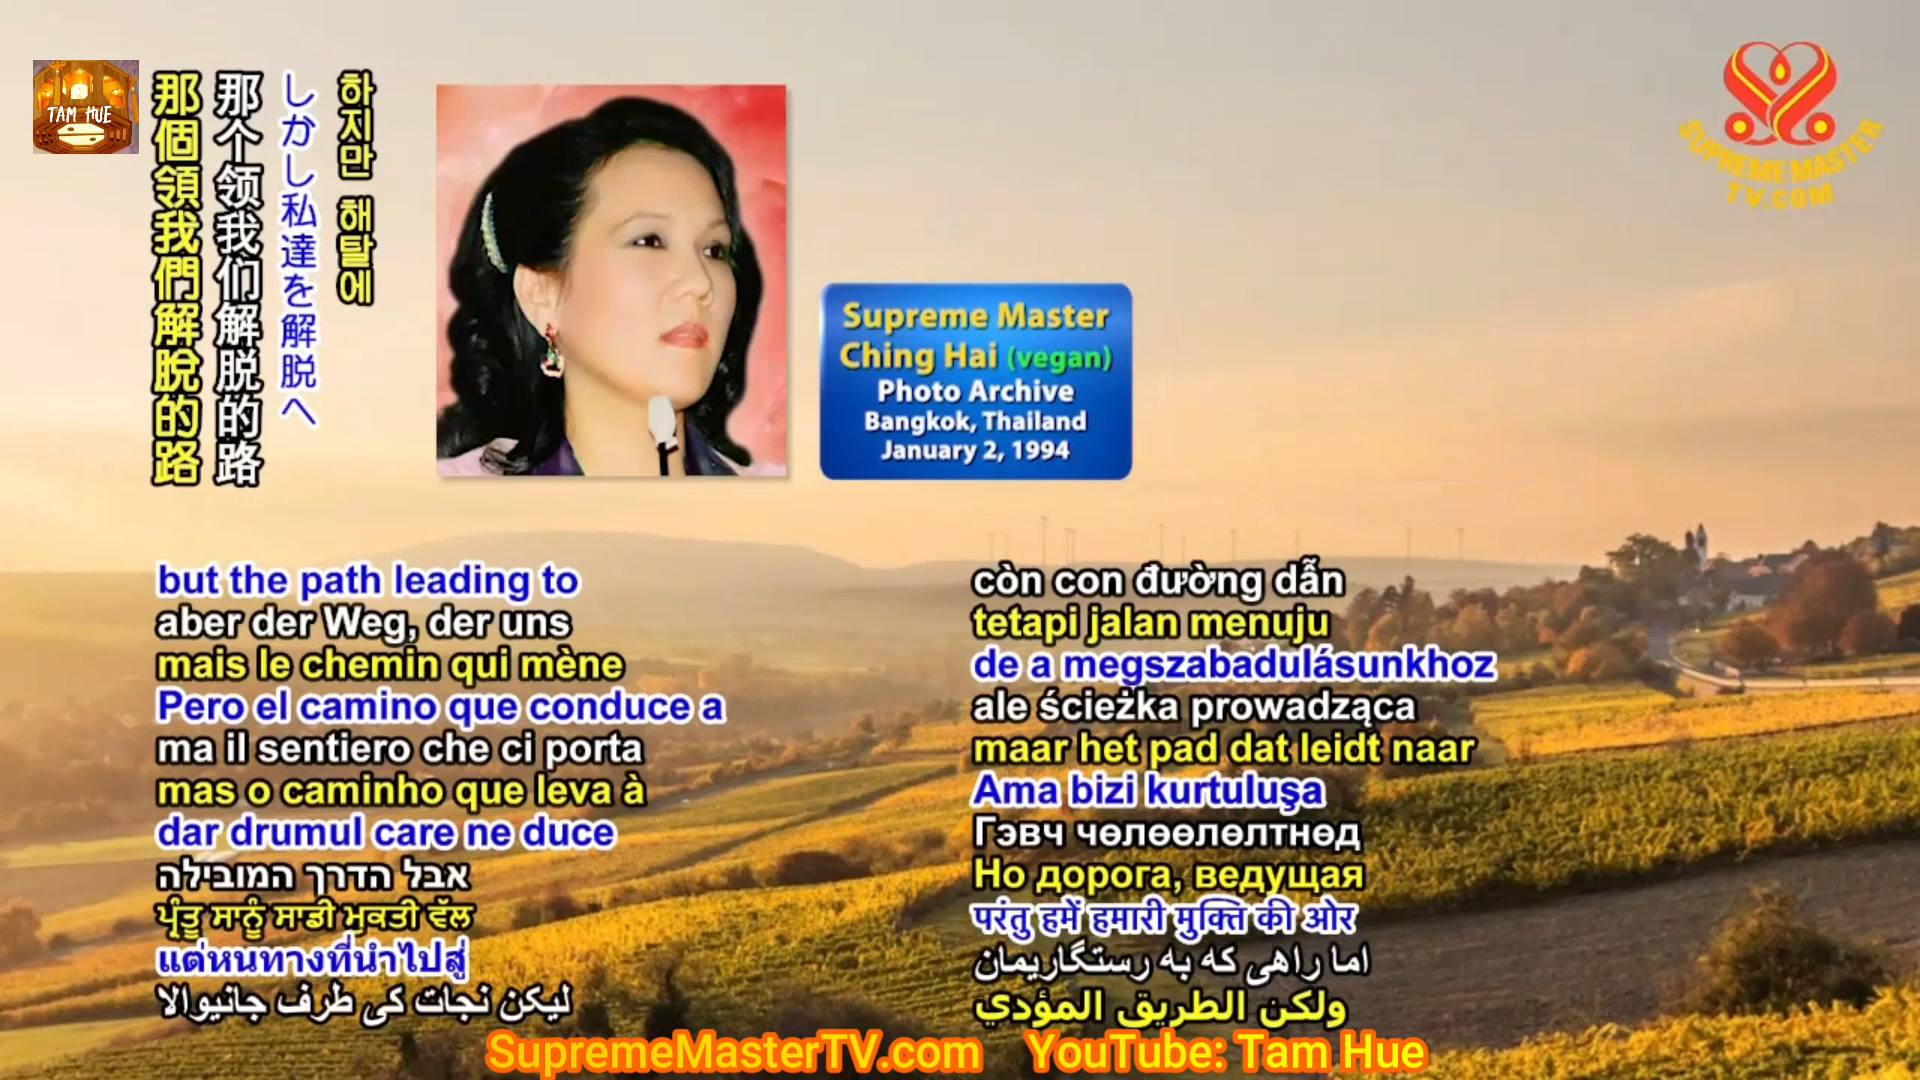 TAM HUE
那個領我們解脫的路
那个领我们解脱的路
しかし私達を解脱へ
하지만 해탈에
SUPREME MASTER
TV.COM
Supreme Master
Ching Hai (vegan)
Photo Archive
Bangkok, Thailand
January 2, 1994
but the path leading to
aber der Weg, der uns
mais le chemin qui mène
Pero el camino que conduce a
ma il sentiero che ci porta
mas o caminho que leva à
dar drumul care ne duce
אבל הדרך המובילה
ਪ੍ਰੰਤੂ ਸਾਨੂੰ ਸਾਡੀ ਮੁਕਤੀ ਵੱਲ
แต่หนทางที่นำไปสู่
لیکن نجات کی طرف جانیوالا
còn con đường dẫn
tetapi jalan menuju
de a megszabadulásunkhoz
ale ścieżka prowadząca
maar het pad dat leidt naar
Ama bizi kurtuluşa
Гэвч чөлөөлөлтнөд
Но дорога, ведущая
परंतु हमें हमारी मुक्ति की ओर
اما راهی که به رستگاریمان
ولكن الطريق المؤدي
SupremeMasterTV.com YouTube: Tam Hue